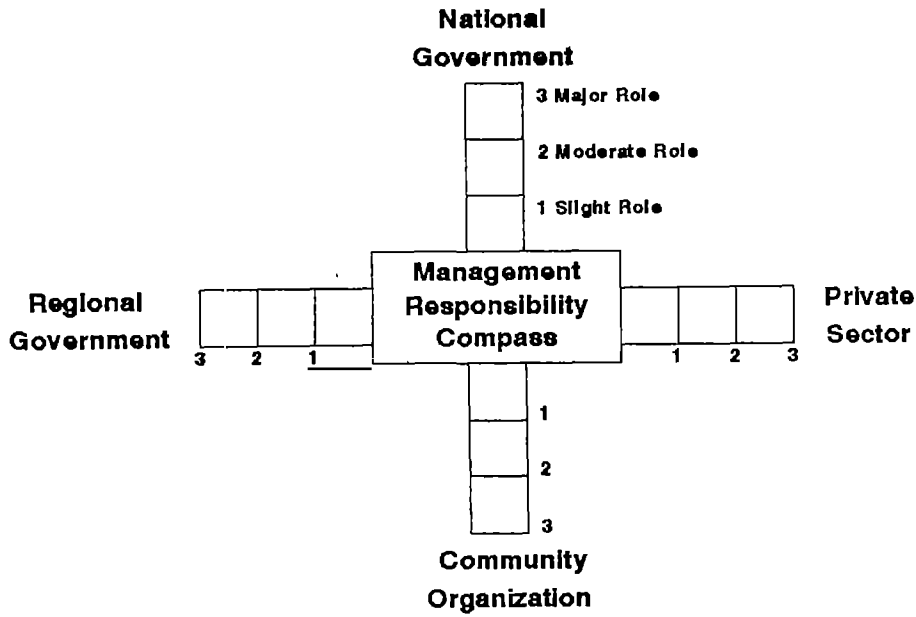 National
Government
3 Major Role
2 Moderate Role
1 Slight Role
Management
Responsibility
Compass
Regional
Government
3 2 1
Private
Sector
1 2 3
1
2
3
Community
Organization